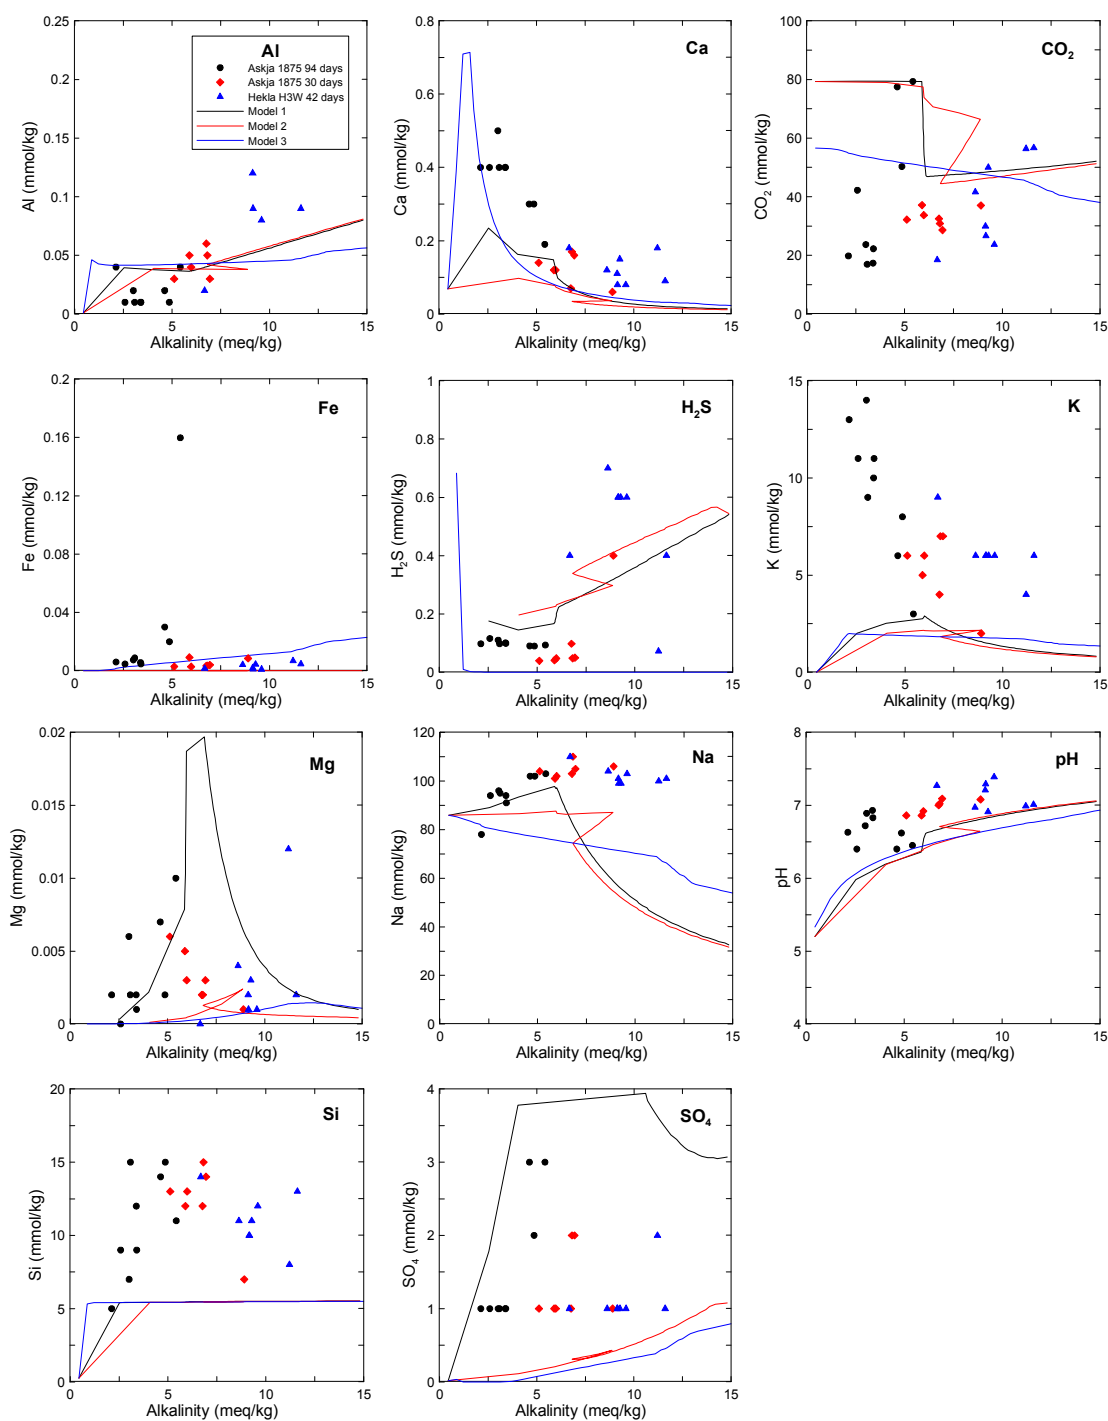 Al
Askja 1875 94 days
Askja 1875 30 days
Hekla H3W 42 days
Model 1
Model 2
Model 3
0.25
0.2
0.15
0.1
0.05
0
Al (mmol/kg)
0 5 10 15
Alkalinity (meq/kg)
Ca
0.8
0.6
0.4
0.2
0
Ca (mmol/kg)
0 5 10 15
Alkalinity (meq/kg)
CO2
100
80
60
40
20
0
CO2 (mmol/kg)
0 5 10 15
Alkalinity (meq/kg)
Fe
0.2
0.16
0.12
0.08
0.04
0
Fe (mmol/kg)
0 5 10 15
Alkalinity (meq/kg)
H2S
1
0.8
0.6
0.4
0.2
0
H2S (mmol/kg)
0 5 10 15
Alkalinity (meq/kg)
K
15
10
5
0
K (mmol/kg)
0 5 10 15
Alkalinity (meq/kg)
Mg
0.02
0.015
0.01
0.005
0
Mg (mmol/kg)
0 5 10 15
Alkalinity (meq/kg)
Na
120
100
80
60
40
20
0
Na (mmol/kg)
0 5 10 15
Alkalinity (meq/kg)
pH
8
7
6
5
4
pH
0 5 10 15
Alkalinity (meq/kg)
Si
20
15
10
5
0
Si (mmol/kg)
0 5 10 15
Alkalinity (meq/kg)
SO4
4
3
2
1
0
SO4 (mmol/kg)
0 5 10 15
Alkalinity (meq/kg)